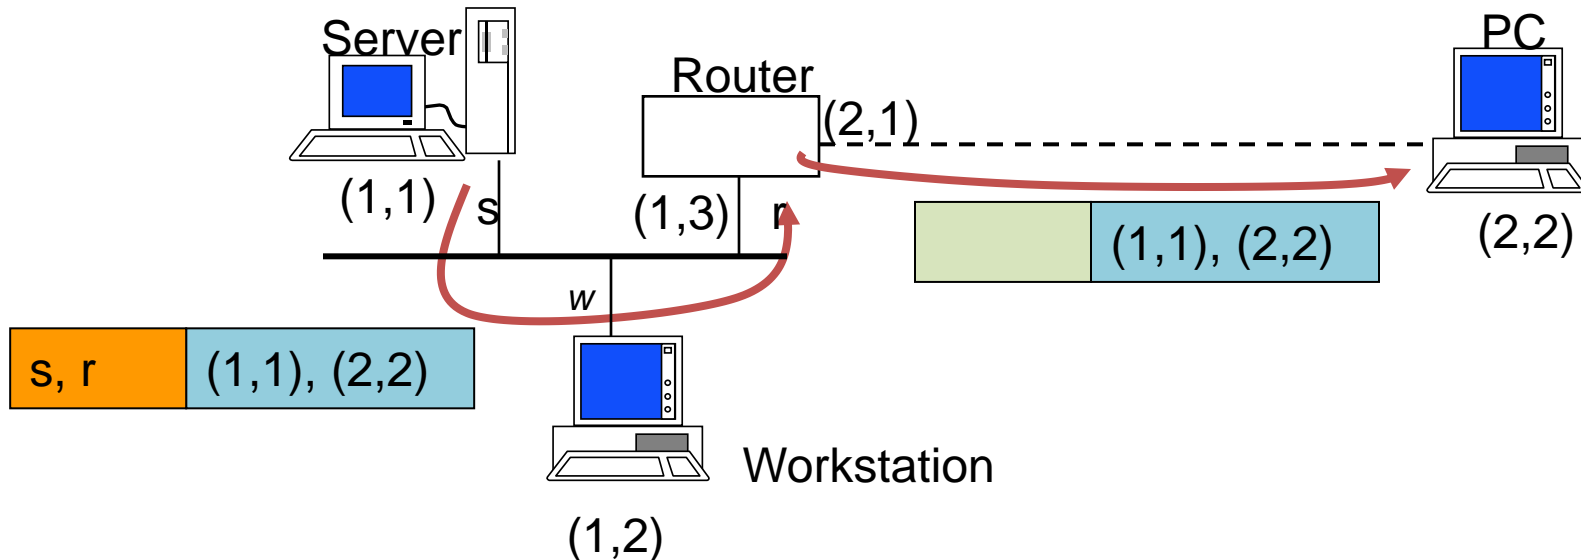 Server
PC
Router
(2,1)
(1,1)
s
(1,3)
r
(2,2)
(1,1), (2,2)
w
s, r
(1,1), (2,2)
Workstation
(1,2)